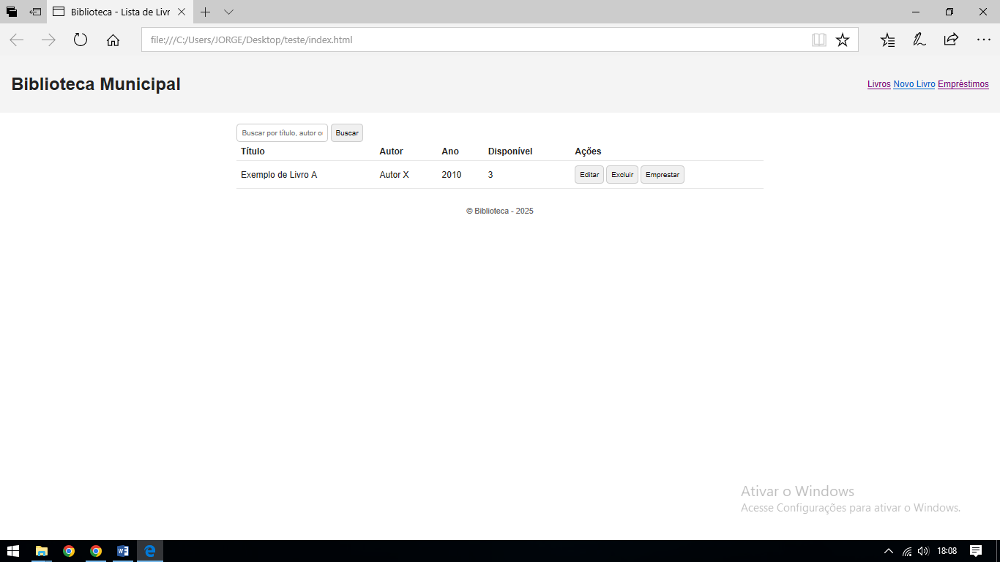 Biblioteca - Lista de Livr
file:///C:/Users/JORGE/Desktop/teste/index.html
Biblioteca Municipal
Livros Novo Livro Empréstimos
Buscar por título, autor o Buscar
Título Autor Ano Disponível Ações
Exemplo de Livro A Autor X 2010 3 Editar Excluir Emprestar
© Biblioteca - 2025
Ativar o Windows
Acesse Configurações para ativar o Windows.
18:08